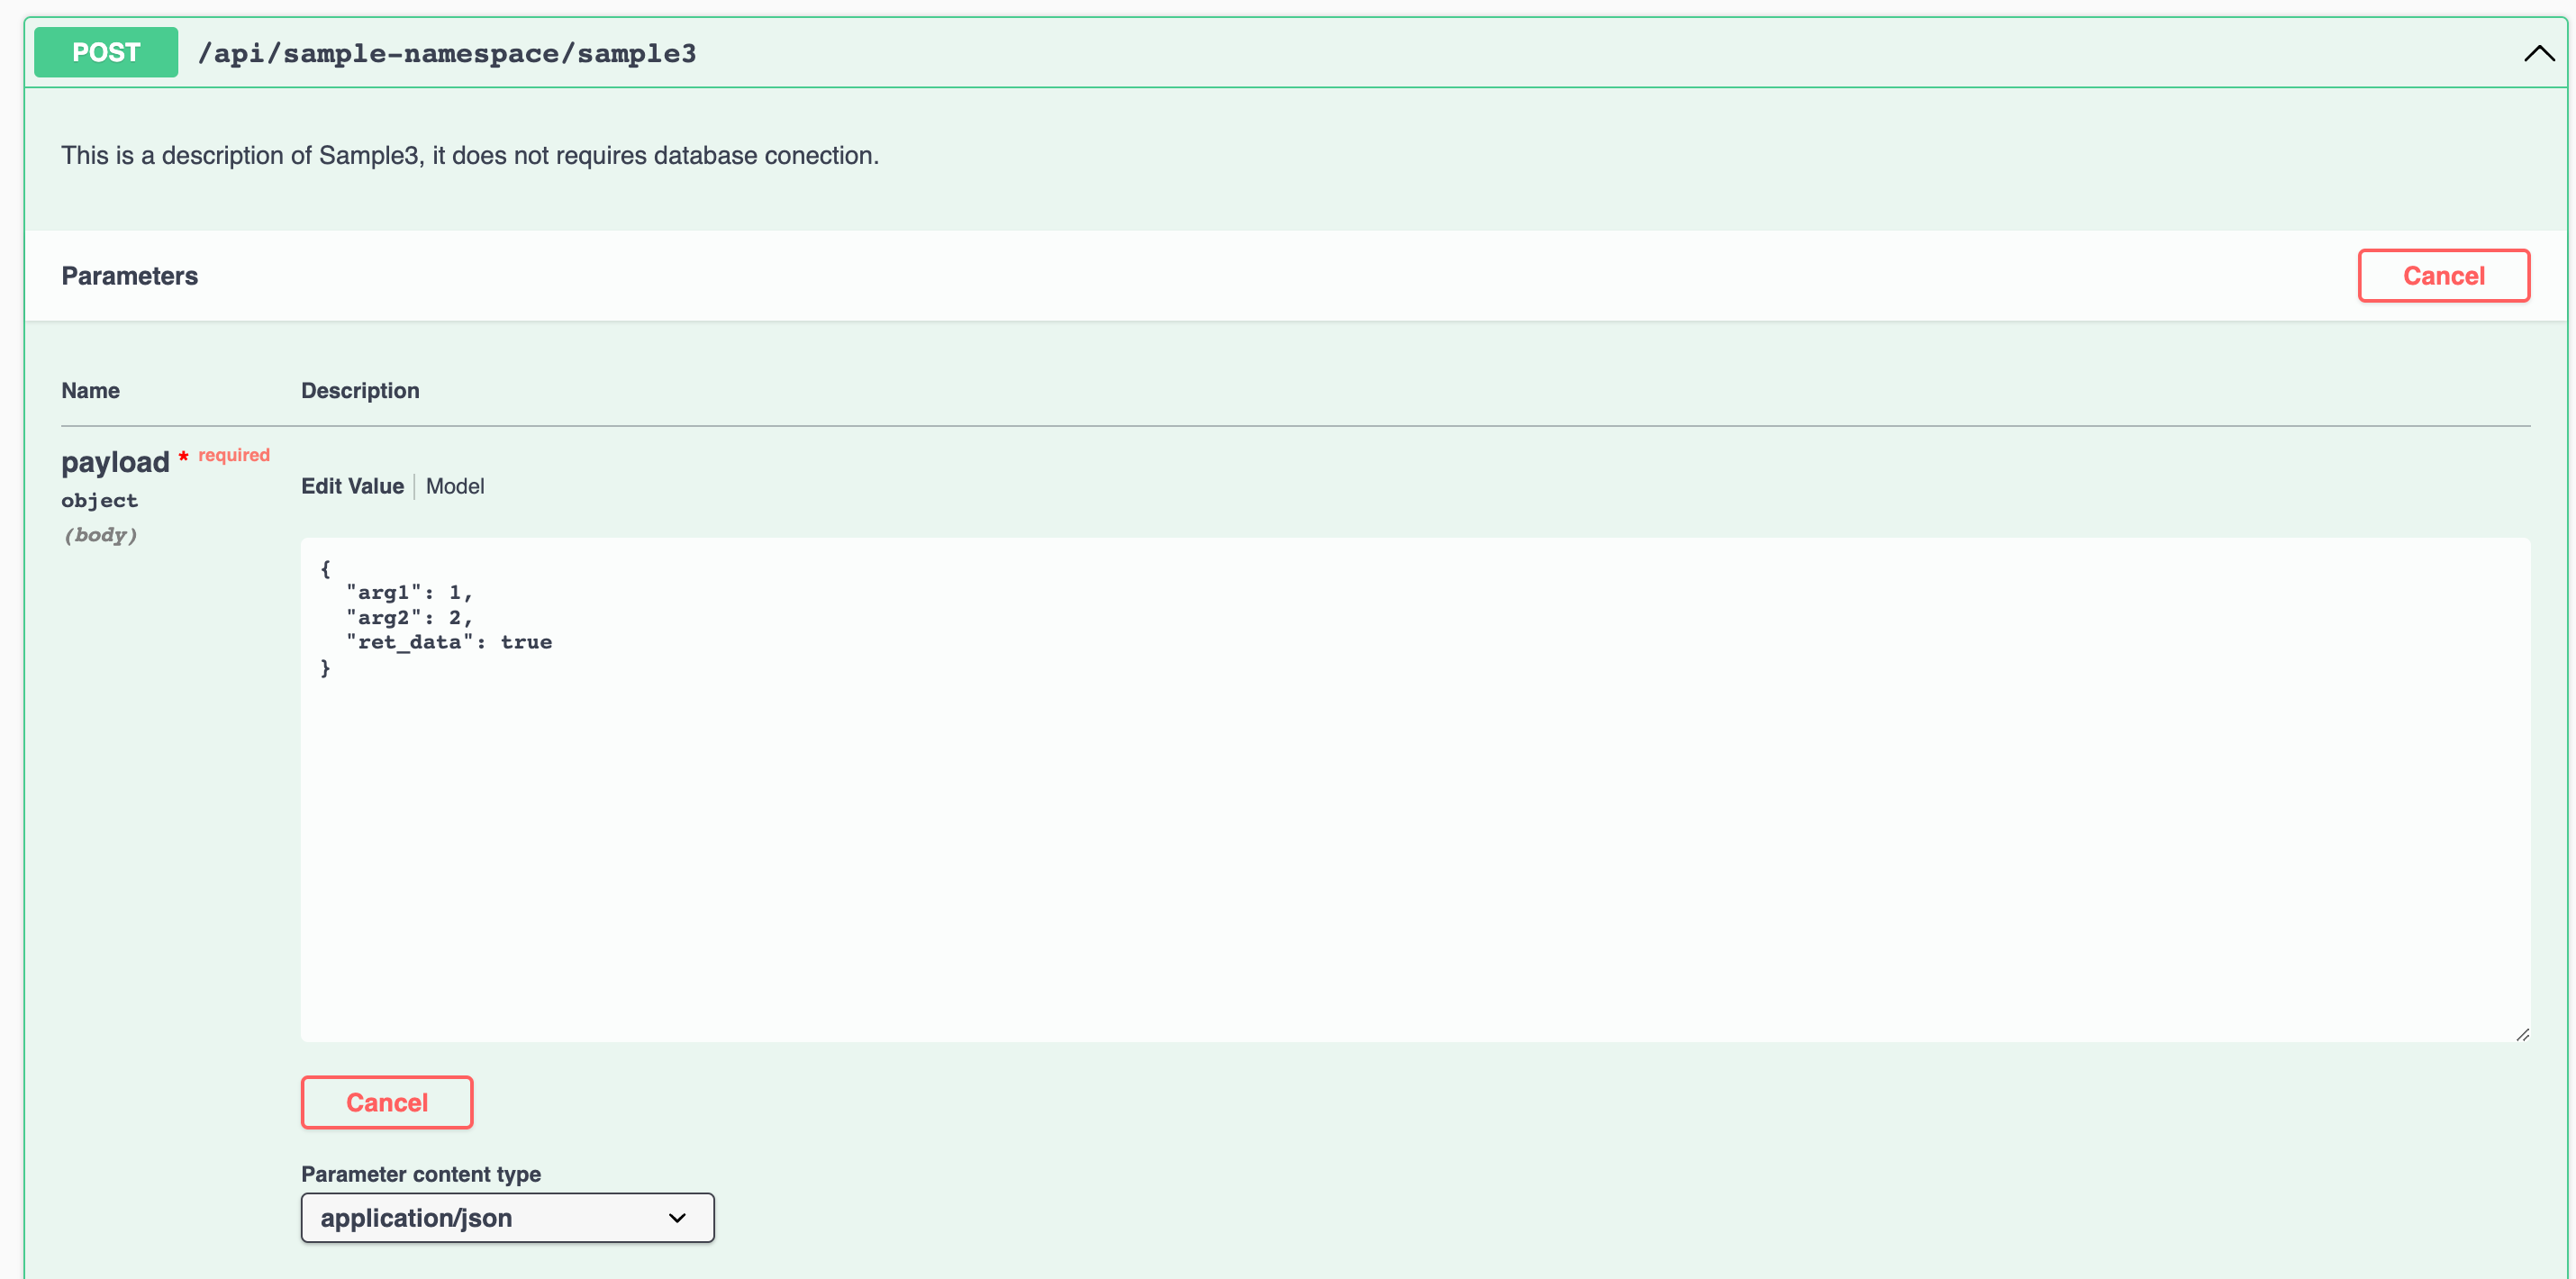 POST /api/sample-namespace/sample3
This is a description of Sample3, it does not requires database conection.
Parameters
Cancel
Name Description
payload * required
object
(body)
Edit Value Model
{
  "arg1": 1,
  "arg2": 2,
  "ret_data": true
}
Cancel
Parameter content type
application/json